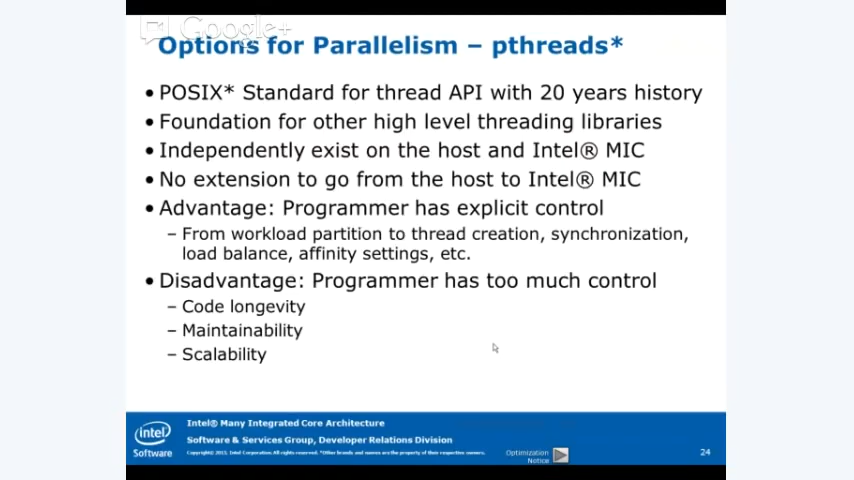 Google+
Options for Parallelism – pthreads*
• POSIX* Standard for thread API with 20 years history
• Foundation for other high level threading libraries
• Independently exist on the host and Intel® MIC
• No extension to go from the host to Intel® MIC
• Advantage: Programmer has explicit control
– From workload partition to thread creation, synchronization,
load balance, affinity settings, etc.
• Disadvantage: Programmer has too much control
– Code longevity
– Maintainability
– Scalability
Intel® Many Integrated Core Architecture
Software & Services Group, Developer Relations Division
Copyright© 2013, Intel Corporation. All rights reserved. *Other brands and names are the property of their respective owners.
intel
Software
Optimization
Notice
24